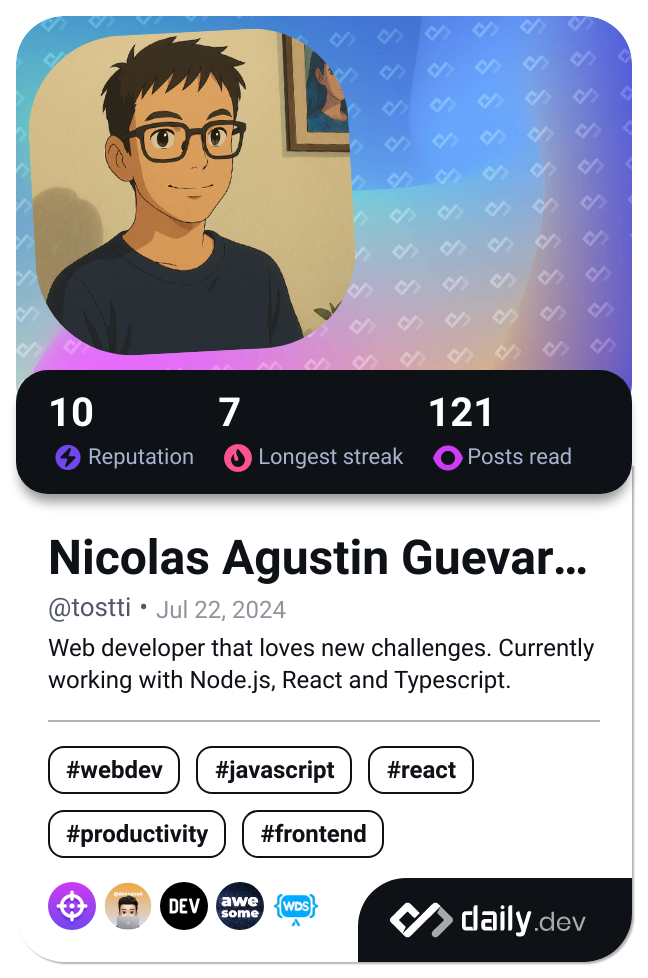 10 7 121
Reputation Longest streak Posts read
Nicolas Agustin Guevar...
@tostti • Jul 22, 2024
Web developer that loves new challenges. Currently
working with Node.js, React and Typescript.
#webdev #javascript #react
#productivity #frontend
DEV awe some WDS
daily.dev